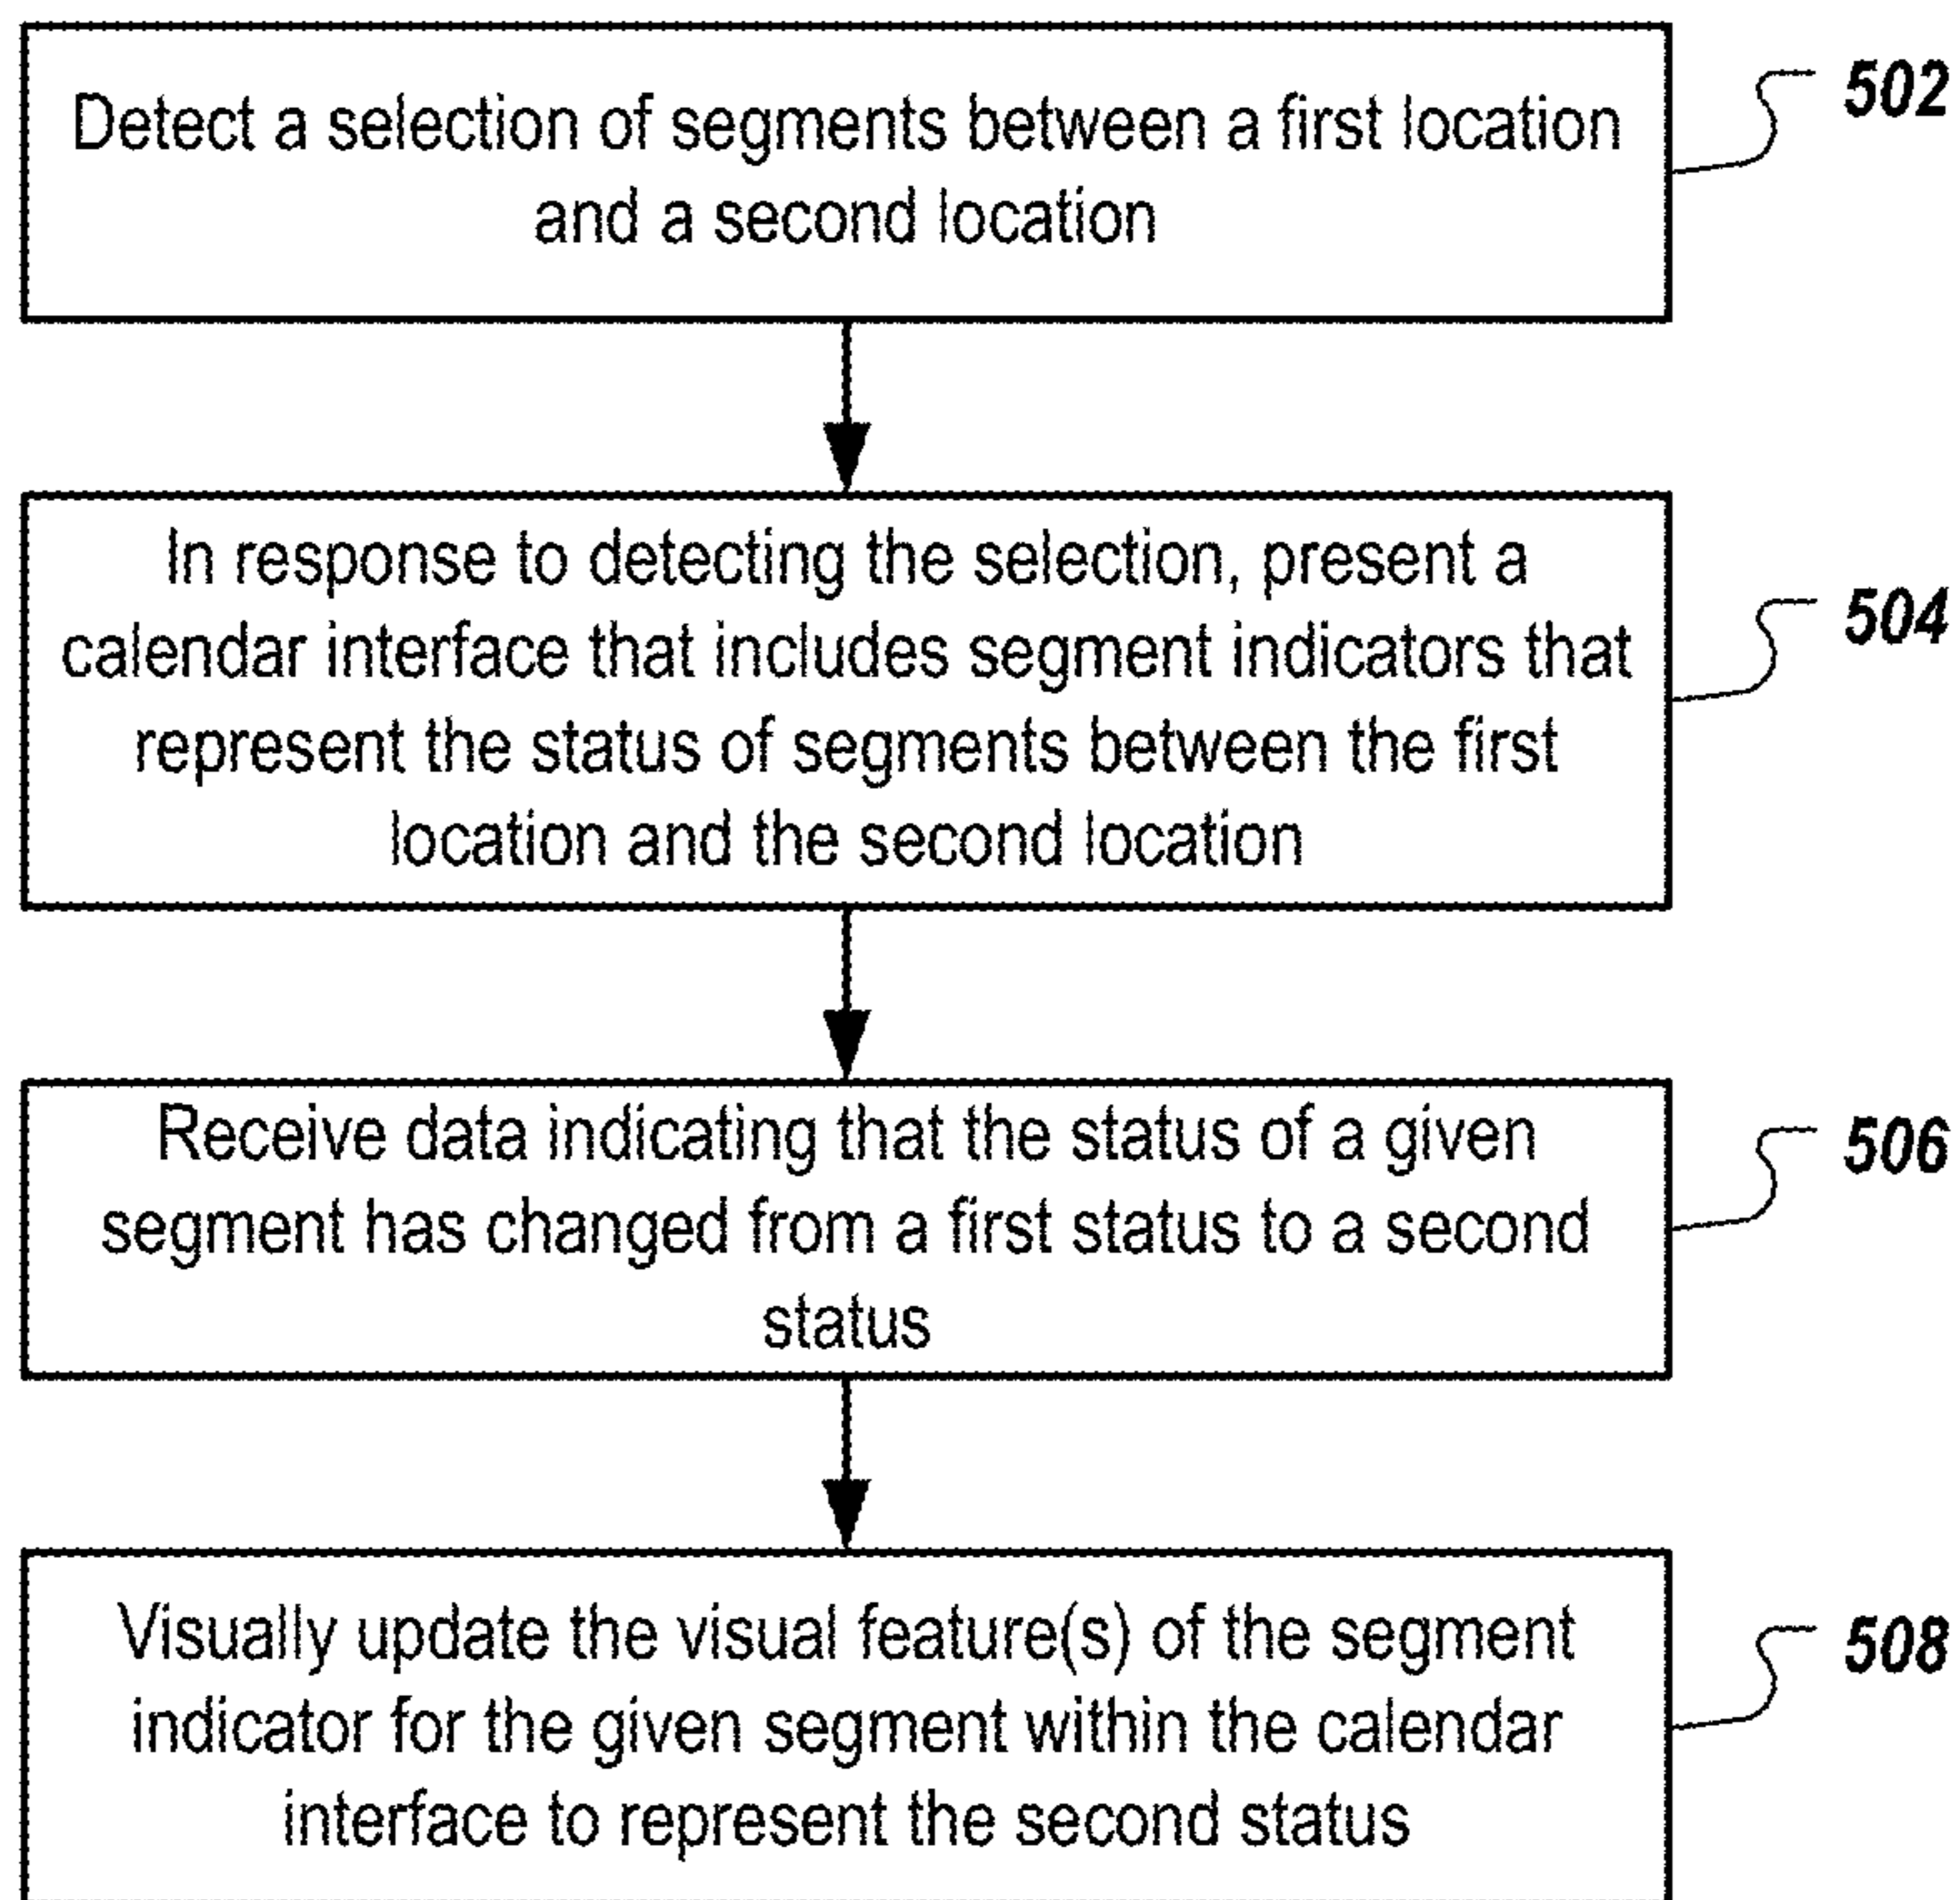 Detect a selection of segments between a first location
and a second location
502
In response to detecting the selection, present a
calendar interface that includes segment indicators that
represent the status of segments between the first
location and the second location
504
Receive data indicating that the status of a given
segment has changed from a first status to a second
status
506
Visually update the visual feature(s) of the segment
indicator for the given segment within the calendar
interface to represent the second status
508